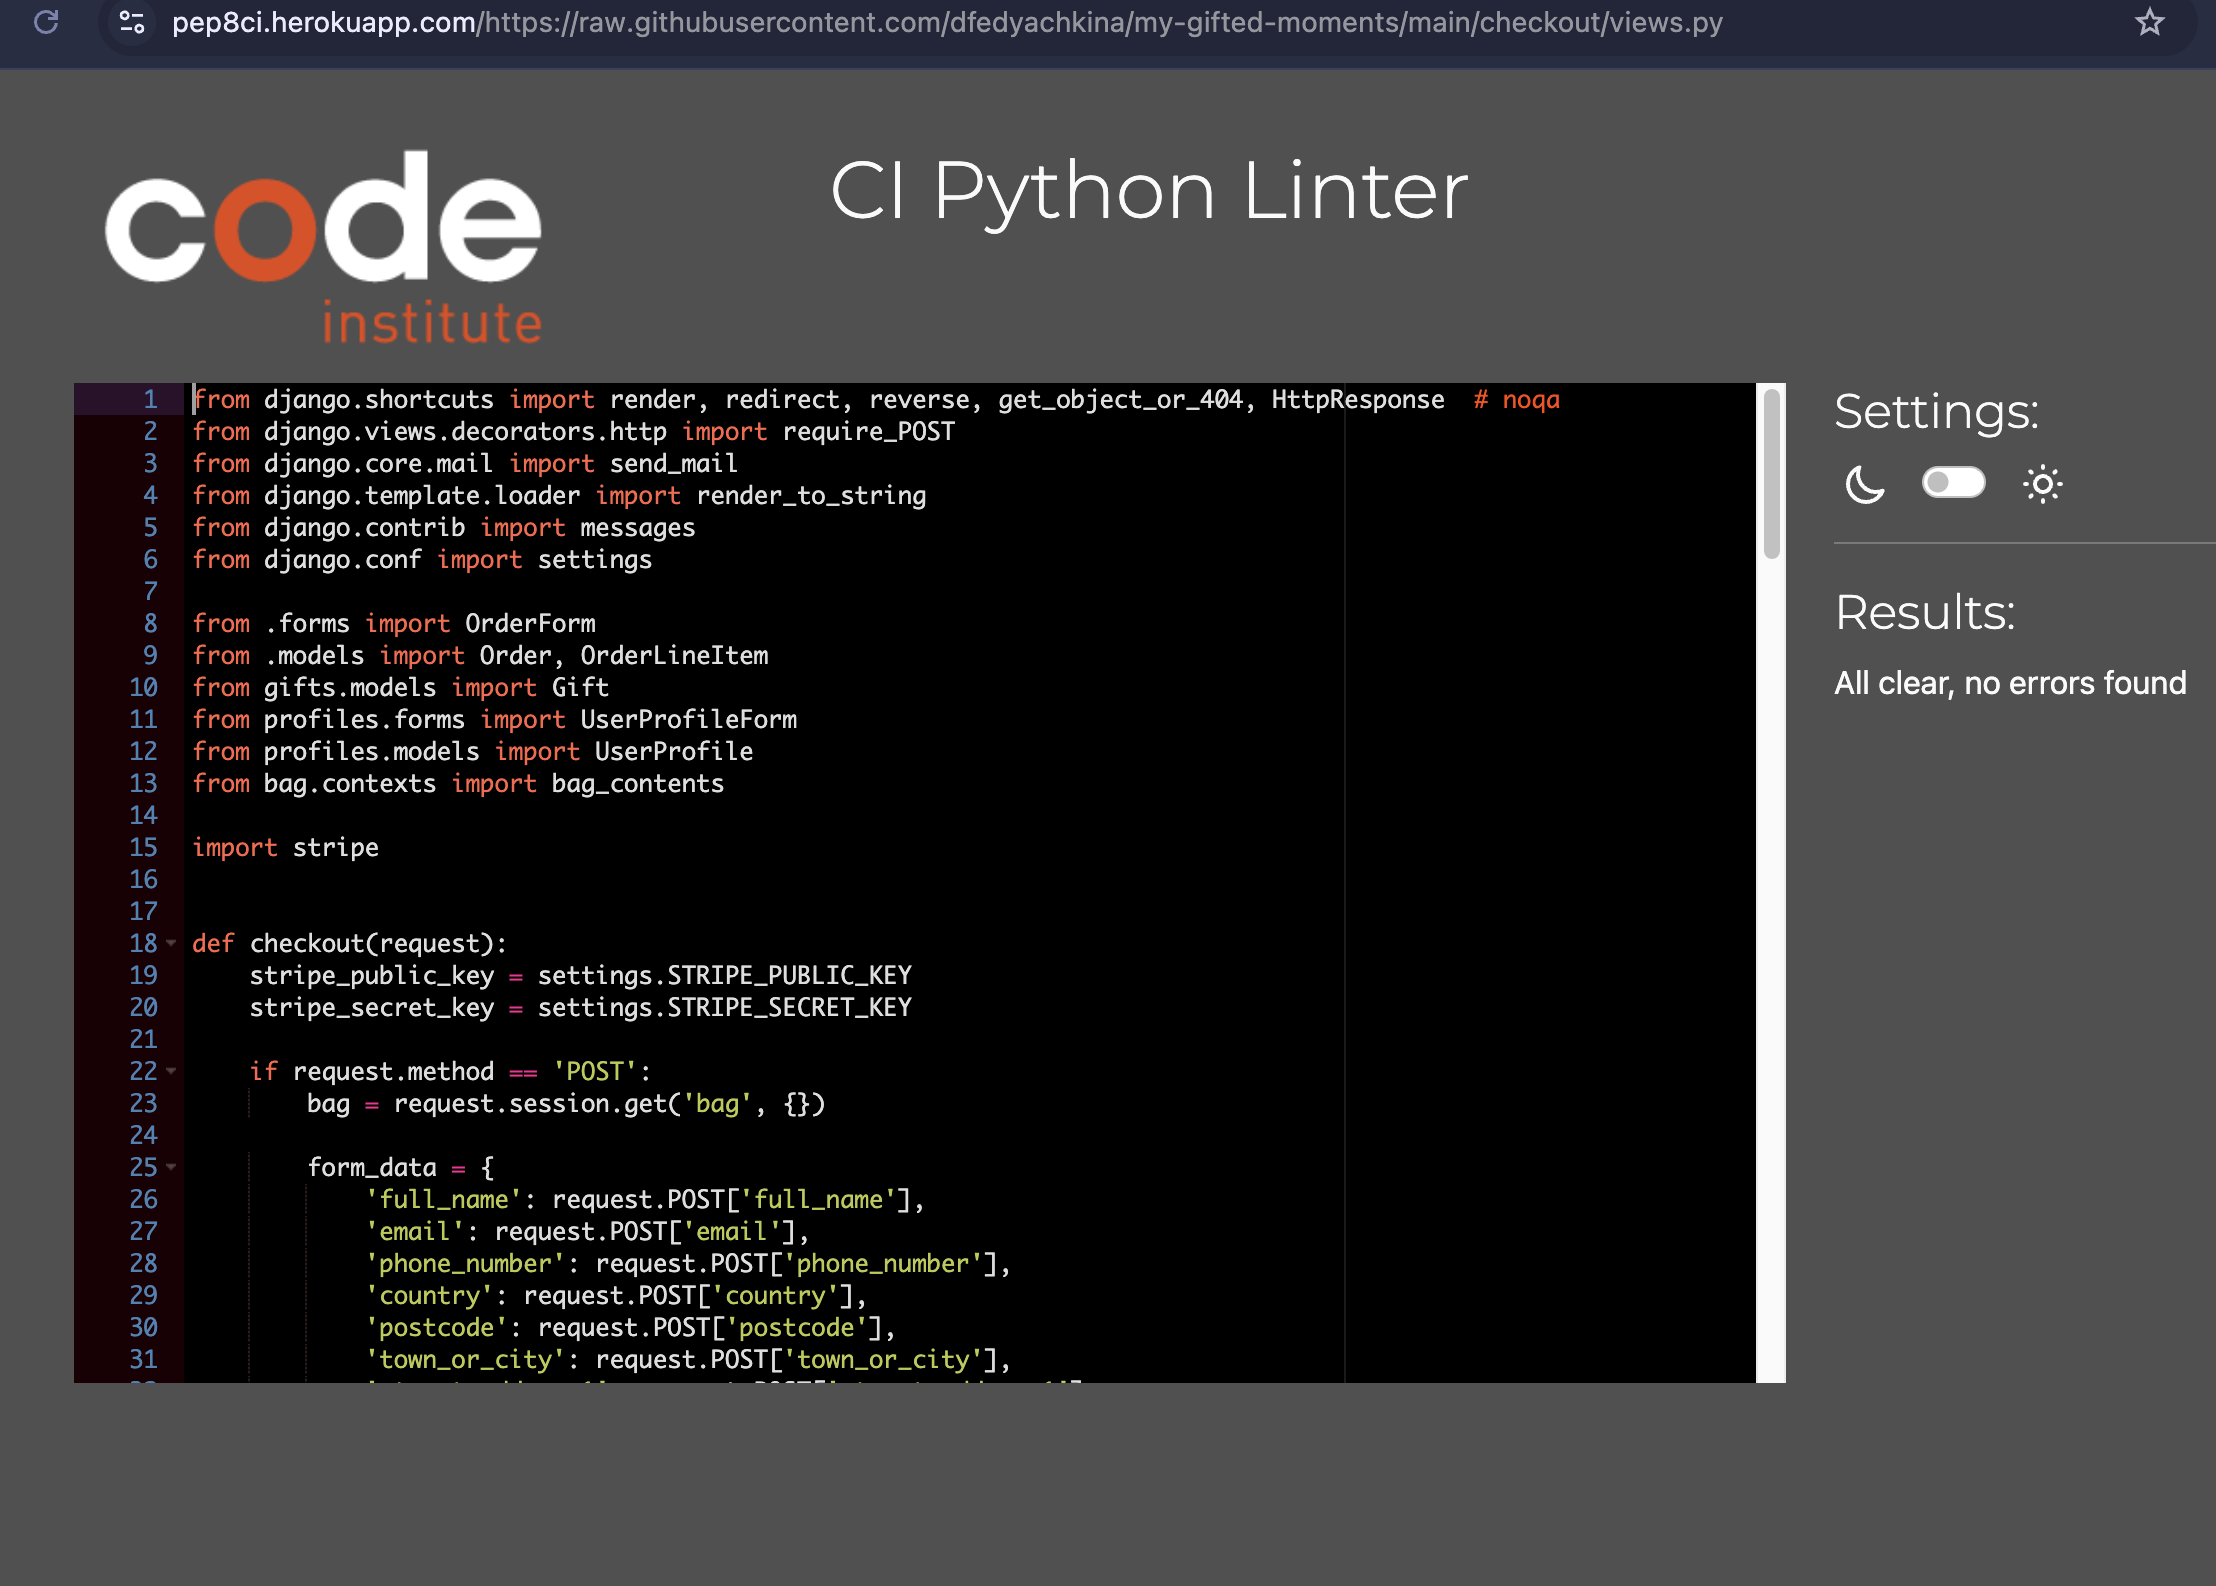 pep8ci.herokuapp.com/https://raw.githubusercontent.com/dfedyachkina/my-gifted-moments/main/checkout/views.py
code
institute
CI Python Linter
1 from django.shortcuts import render, redirect, reverse, get_object_or_404, HttpResponse  # noqa
2 from django.views.decorators.http import require_POST
3 from django.core.mail import send_mail
4 from django.template.loader import render_to_string
5 from django.contrib import messages
6 from django.conf import settings
7
8 from .forms import OrderForm
9 from .models import Order, OrderLineItem
10 from gifts.models import Gift
11 from profiles.forms import UserProfileForm
12 from profiles.models import UserProfile
13 from bag.contexts import bag_contents
14
15 import stripe
16
17
18 def checkout(request):
19     stripe_public_key = settings.STRIPE_PUBLIC_KEY
20     stripe_secret_key = settings.STRIPE_SECRET_KEY
21
22     if request.method == 'POST':
23         bag = request.session.get('bag', {})
24
25         form_data = {
26             'full_name': request.POST['full_name'],
27             'email': request.POST['email'],
28             'phone_number': request.POST['phone_number'],
29             'country': request.POST['country'],
30             'postcode': request.POST['postcode'],
31             'town_or_city': request.POST['town_or_city'],
Settings:
Results:
All clear, no errors found